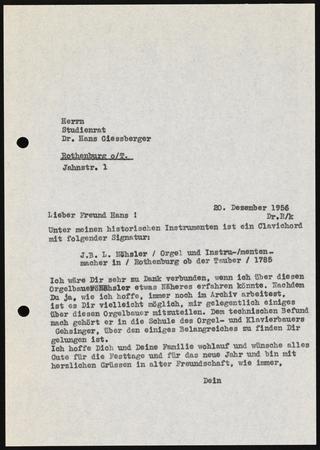 Herrn
Studienrat
Dr. Hans Giessberger
Rothenburg o/T.
Jahnstr. 1
20. Dezember 1956
Dr.R/k
Lieber Freund Hans !
Unter meinen historischen Instrumenten ist ein Clavichord
mit folgender Signatur:
J.B. L. Nöhsler / Orgel und Instru-/menten-
macher in / Rothenburg ob der Tauber / 1785
Ich wäre Dir sehr zu Dank verbunden, wenn ich über diesen
Orgelbauer Nöhsler etwas Näheres erfahren könnte. Nachdem
Du ja, wie ich hoffe, immer noch im Archiv arbeitest,
ist es Dir vielleicht möglich, mir gelegentlich einiges
über diesen Orgelbauer mitzuteilen. Dem technischen Befund
nach gehört er in die Schule des Orgel- und Klavierbauers
Gehsinger, über den einiges Belangreiches zu finden Dir
gelungen ist.
Ich hoffe Dich und Deine Familie wohlauf und wünsche alles
Gute für die Festtage und für das neue Jahr und bin mit
herzlichen Grüssen in alter Freundschaft, wie immer,
Dein